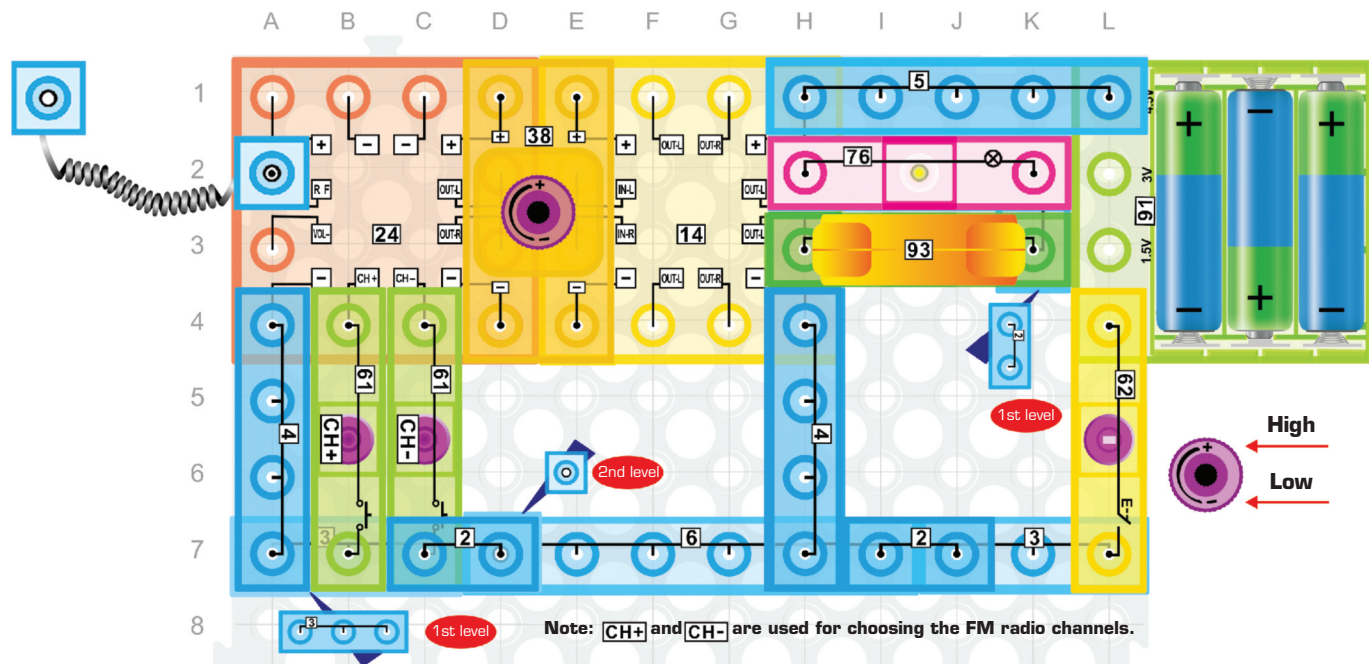 A B C D E F G H I J K L
1
5
4.5V
38
+ - - + + + + OUT-L OUT-R +
2
76
3V
91
R F OUT-L IN-L OUT-L
VOL- 24 OUT-R IN-R 14 OUT-L
3
93
1.5V
- CH+ CH- - - - - OUT-L OUT-R -
4
2
61 61
62
5
1st level
High
4
CH+ CH-
4
6
2nd level
Low
7
3
2
6
2
3
8
3
1st level
Note: CH+ and CH- are used for choosing the FM radio channels.